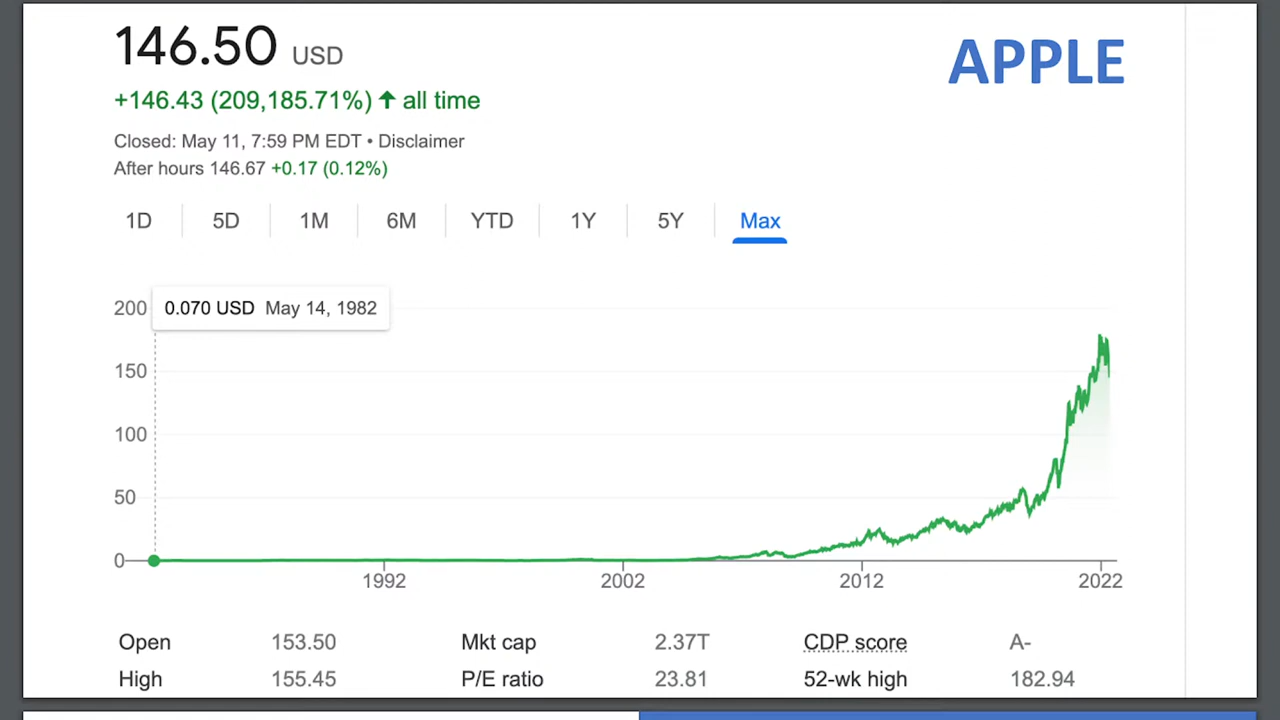 146.50 USD
APPLE
+146.43 (209,185.71%) ↑ all time
Closed: May 11, 7:59 PM EDT • Disclaimer
After hours 146.67 +0.17 (0.12%)
1D 5D 1M 6M YTD 1Y 5Y Max
200
0.070 USD May 14, 1982
150
100
50
0
1992 2002 2012 2022
Open 153.50 Mkt cap 2.37T CDP score A-
High 155.45 P/E ratio 23.81 52-wk high 182.94